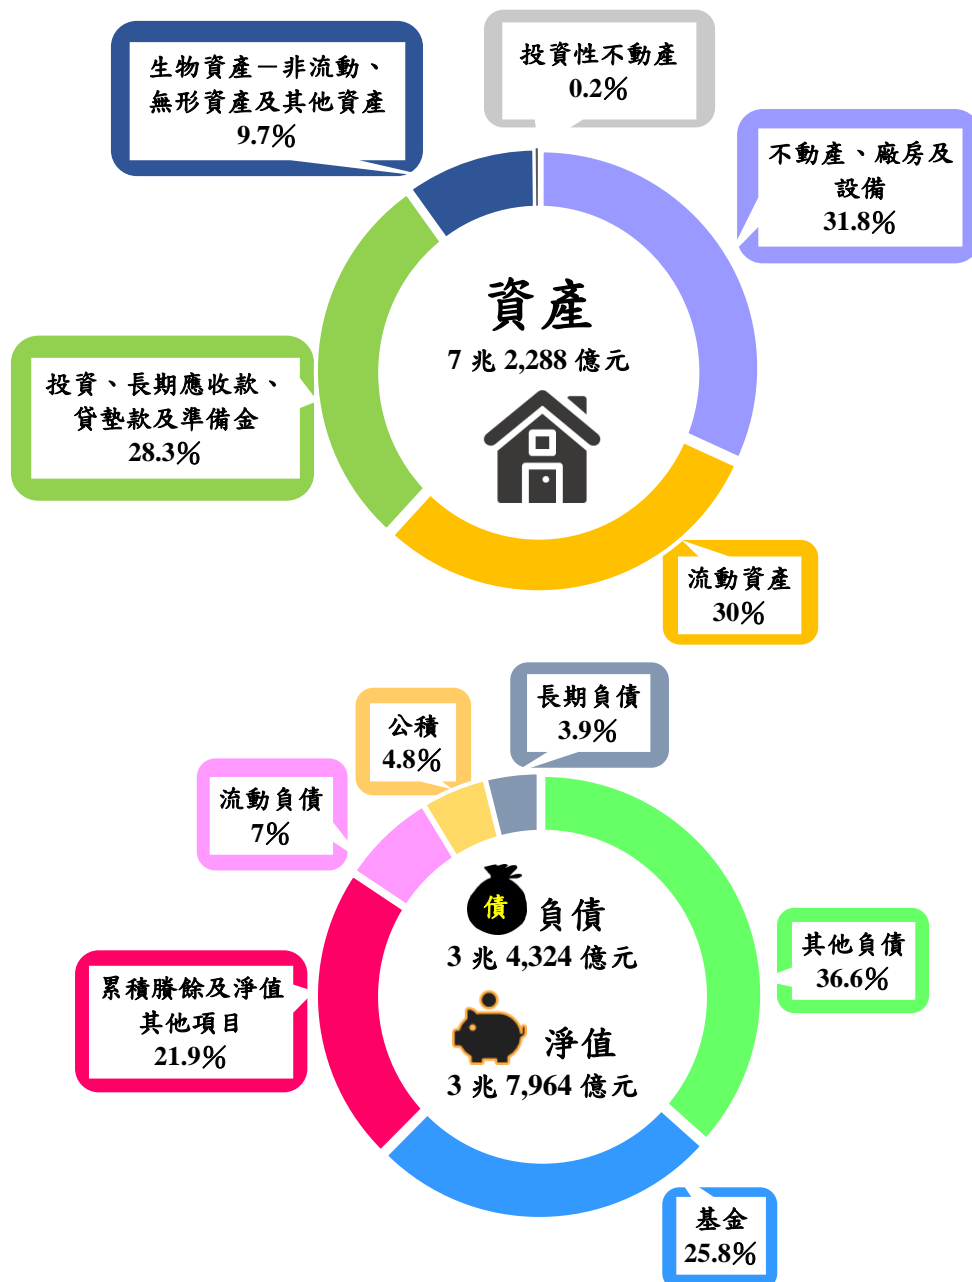 投資性不動產
0.2%
生物資產－非流動、
無形資產及其他資產
9.7%
不動產、廠房及
設備
31.8%
資產
7 兆 2,288 億元
投資、長期應收款、
貸墊款及準備金
28.3%
流動資產
30%
長期負債
3.9%
公積
4.8%
流動負債
7%
債 負債
3 兆 4,324 億元
其他負債
36.6%
累積賸餘及淨值
其他項目
21.9%
淨值
3 兆 7,964 億元
基金
25.8%